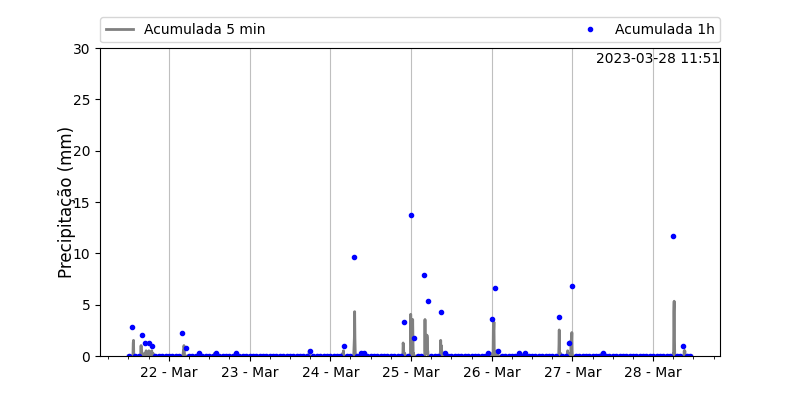 Acumulada 5 min
Acumulada 1h
2023-03-28 11:51
Precipitação (mm)
30
25
20
15
10
5
0
22 - Mar
23 - Mar
24 - Mar
25 - Mar
26 - Mar
27 - Mar
28 - Mar